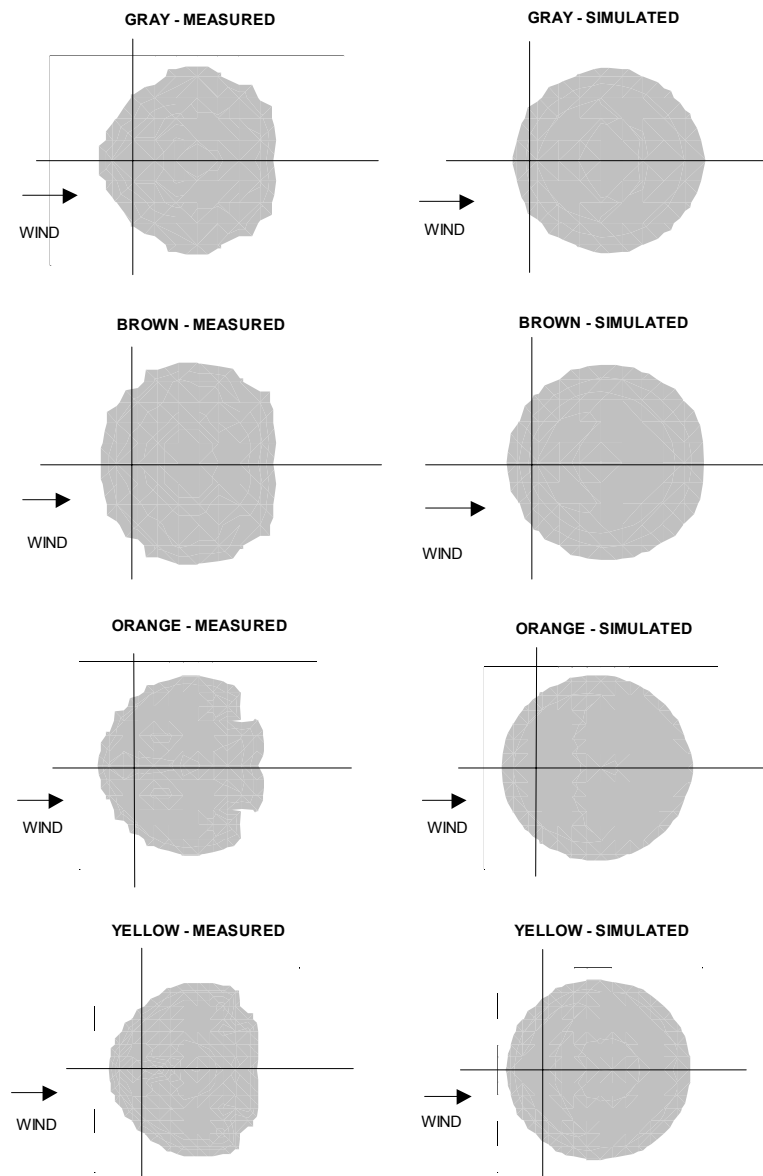 GRAY - MEASURED
GRAY - SIMULATED
WIND
WIND
BROWN - MEASURED
BROWN - SIMULATED
WIND
WIND
ORANGE - MEASURED
ORANGE - SIMULATED
WIND
WIND
YELLOW - MEASURED
YELLOW - SIMULATED
WIND
WIND